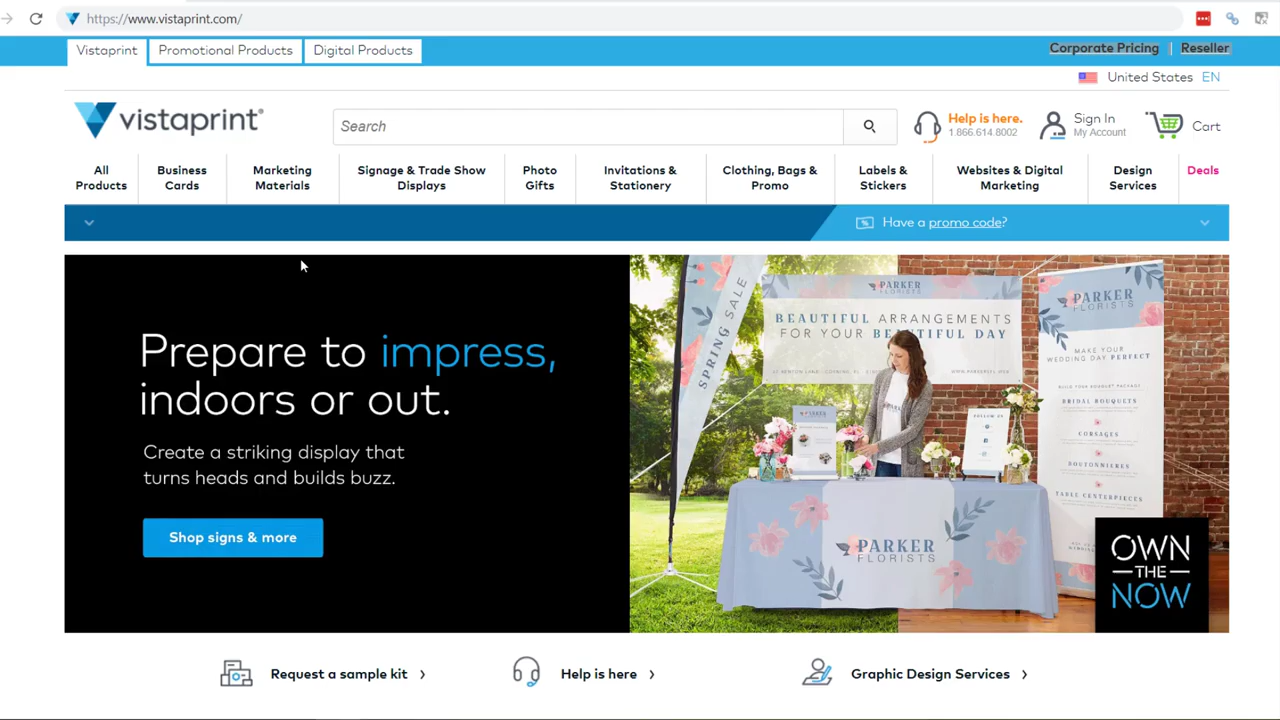 https://www.vistaprint.com/
Vistaprint
Promotional Products
Digital Products
Corporate Pricing | Reseller
United States EN
vistaprint®
Search
Help is here.
1.866.614.8002
Sign In
My Account
Cart
All
Products
Business
Cards
Marketing
Materials
Signage & Trade Show
Displays
Photo
Gifts
Invitations &
Stationery
Clothing, Bags &
Promo
Labels &
Stickers
Websites & Digital
Marketing
Design
Services
Deals
Have a promo code?
Prepare to impress,
indoors or out.
Create a striking display that
turns heads and builds buzz.
Shop signs & more
SPRING SALE
PARKER
FLORISTS
BEAUTIFUL ARRANGEMENTS
FOR YOUR BEAUTIFUL DAY
PARKER
FLORISTS
MAKE YOUR
WEDDING DAY PERFECT
BRIDAL BOUQUETS
CORSAGES
BOUTONNIERES
TABLE CENTERPIECES
FOLLOW US
PARKER
FLORISTS
OWN
THE
NOW
Request a sample kit
Help is here
Graphic Design Services